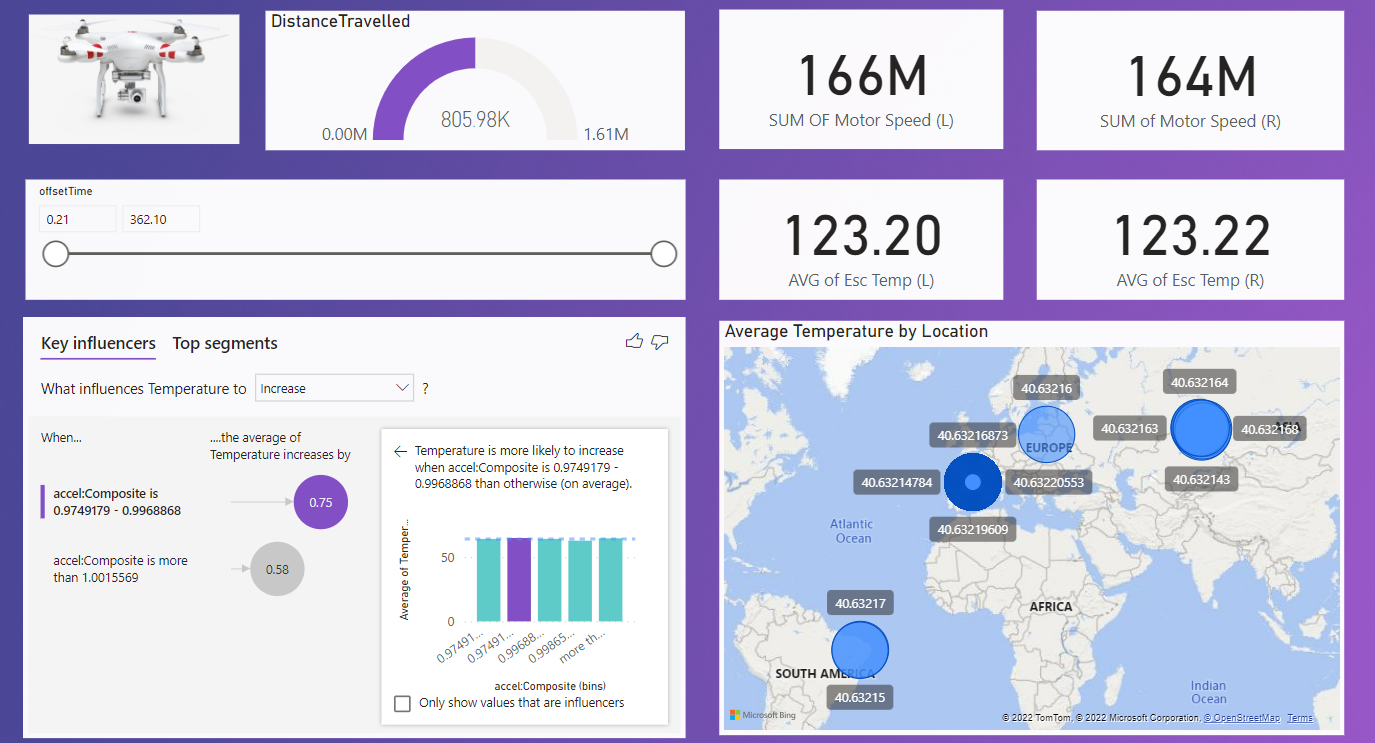 DistanceTravelled
805.98K
0.00M
1.61M
166M
SUM OF Motor Speed (L)
164M
SUM of Motor Speed (R)
offsetTime
0.21
362.10
123.20
AVG of Esc Temp (L)
123.22
AVG of Esc Temp (R)
Key influencers
Top segments
What influences Temperature to
Increase
?
When...
....the average of
Temperature increases by
accel:Composite is
0.9749179 - 0.9968868
0.75
accel:Composite is more
than 1.0015569
0.58
Temperature is more likely to increase
when accel:Composite is 0.9749179 -
0.9968868 than otherwise (on average).
Average of Temper...
50
0
0.97491...
0.97491...
0.99688...
0.99865...
more th...
accel:Composite (bins)
Only show values that are influencers
Average Temperature by Location
40.63216
40.632164
40.63216873
40.632163
40.632168
EUROPE
40.63214784
40.63220553
40.632143
40.63219609
Atlantic
Ocean
40.63217
AFRICA
SOUTH AMERICA
40.63215
Indian
Ocean
Microsoft Bing
© 2022 TomTom, © 2022 Microsoft Corporation, © OpenStreetMap Terms